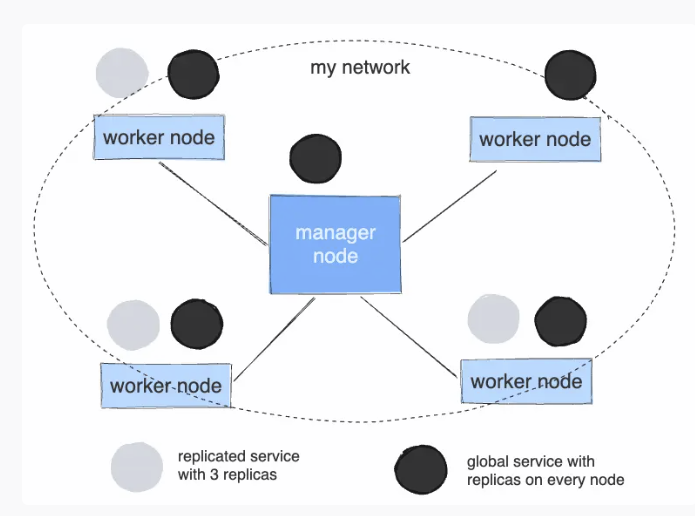 my network
worker node
worker node
manager
node
worker node
worker node
replicated service
with 3 replicas
global service with
replicas on every node